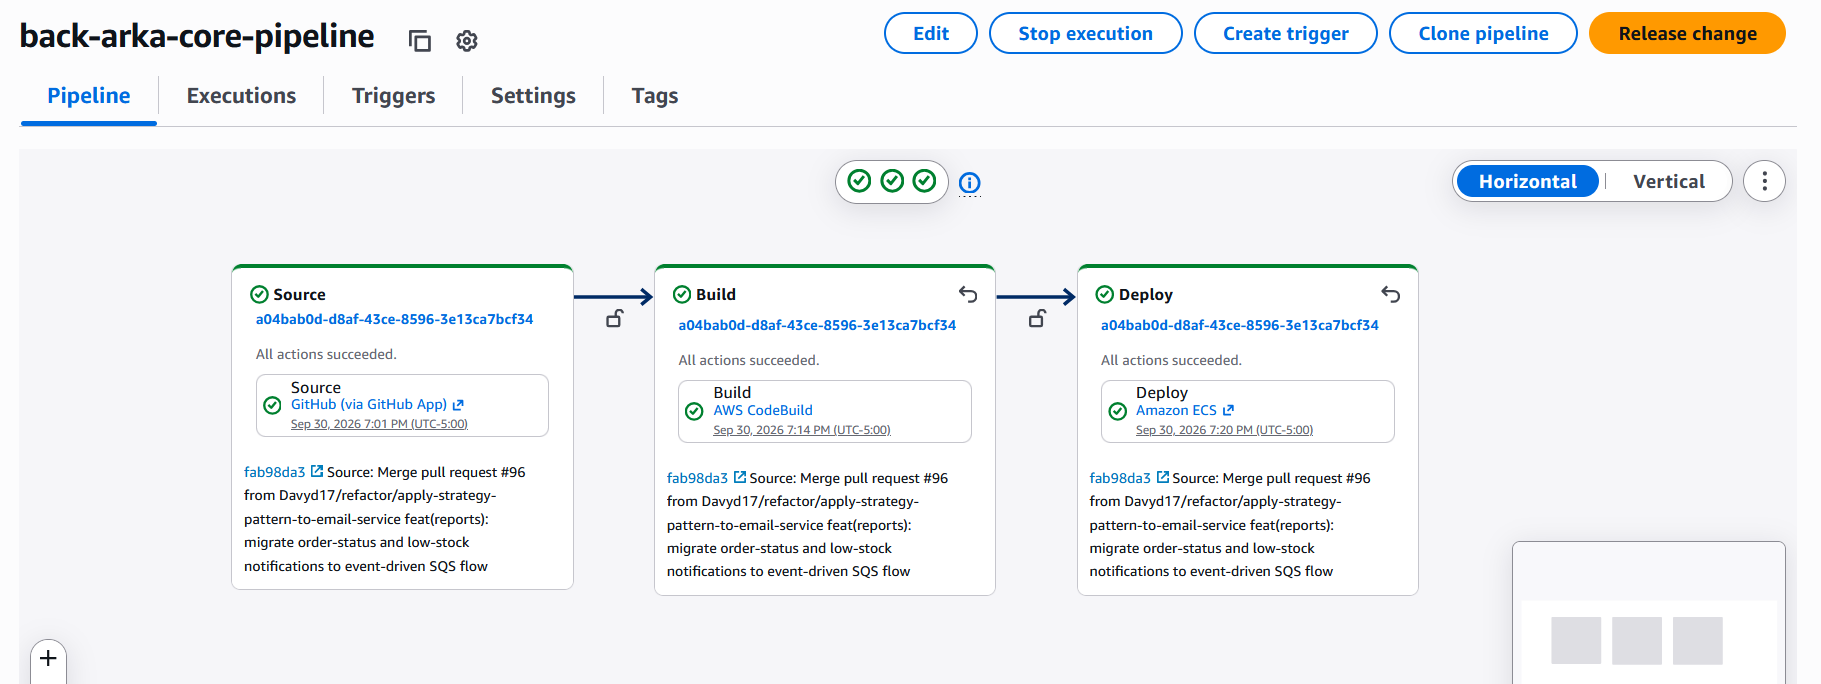 back-arka-core-pipeline
Edit
Stop execution
Create trigger
Clone pipeline
Release change
Pipeline
Executions
Triggers
Settings
Tags
Horizontal
Vertical
Source
a04bab0d-d8af-43ce-8596-3e13ca7bcf34
All actions succeeded.
Source
GitHub (via GitHub App)
Sep 30, 2026 7:01 PM (UTC-5:00)
fab98da3 Source: Merge pull request #96
from Davyd17/refactor/apply-strategy-
pattern-to-email-service feat(reports):
migrate order-status and low-stock
notifications to event-driven SQS flow
Build
a04bab0d-d8af-43ce-8596-3e13ca7bcf34
All actions succeeded.
Build
AWS CodeBuild
Sep 30, 2026 7:14 PM (UTC-5:00)
fab98da3 Source: Merge pull request #96
from Davyd17/refactor/apply-strategy-
pattern-to-email-service feat(reports):
migrate order-status and low-stock
notifications to event-driven SQS flow
Deploy
a04bab0d-d8af-43ce-8596-3e13ca7bcf34
All actions succeeded.
Deploy
Amazon ECS
Sep 30, 2026 7:20 PM (UTC-5:00)
fab98da3 Source: Merge pull request #96
from Davyd17/refactor/apply-strategy-
pattern-to-email-service feat(reports):
migrate order-status and low-stock
notifications to event-driven SQS flow